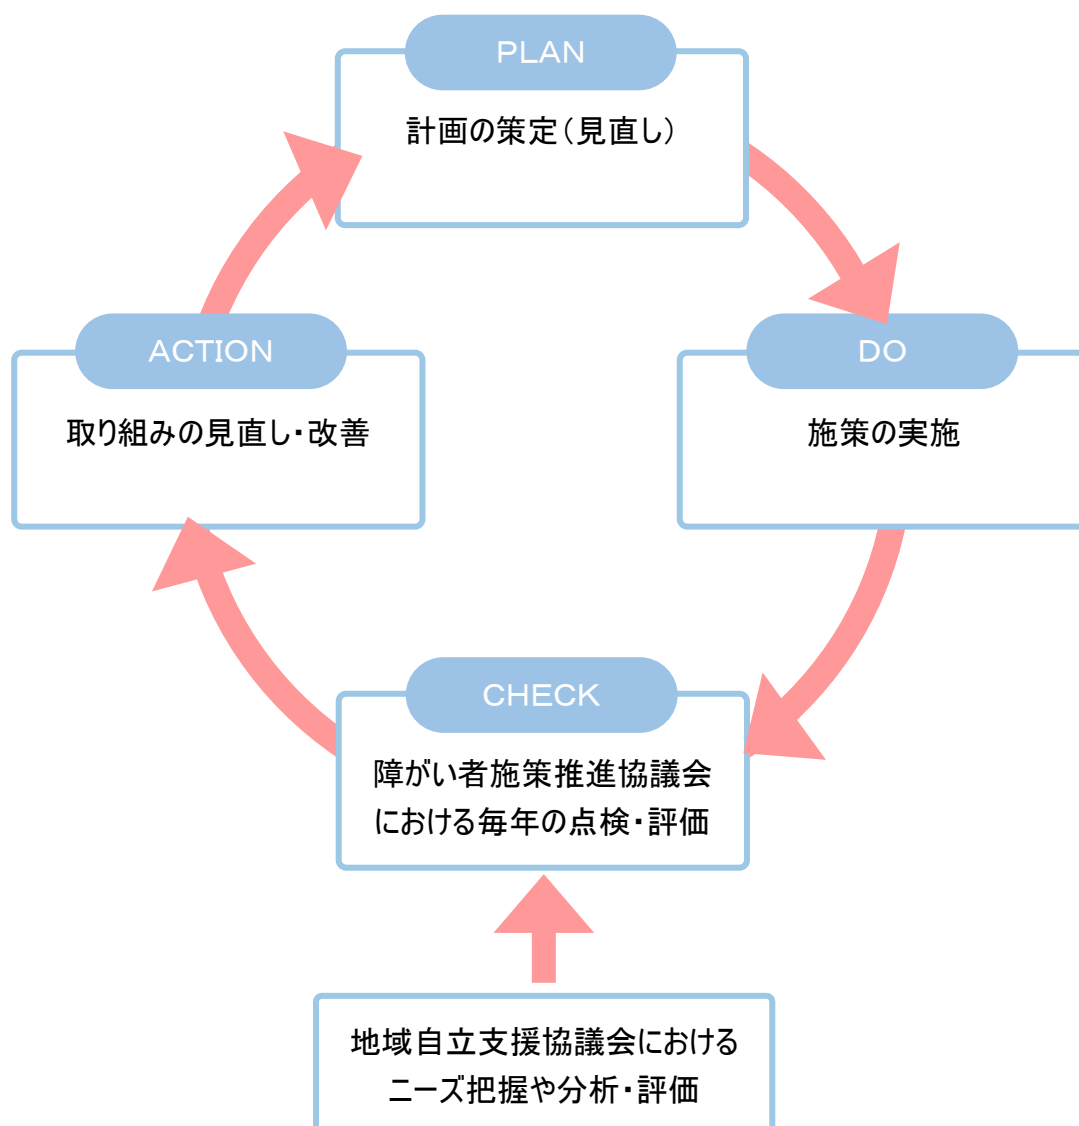 PLAN
計画の策定（見直し）
ACTION
取り組みの見直し・改善
DO
施策の実施
CHECK
障がい者施策推進協議会
における毎年の点検・評価
地域自立支援協議会における
ニーズ把握や分析・評価